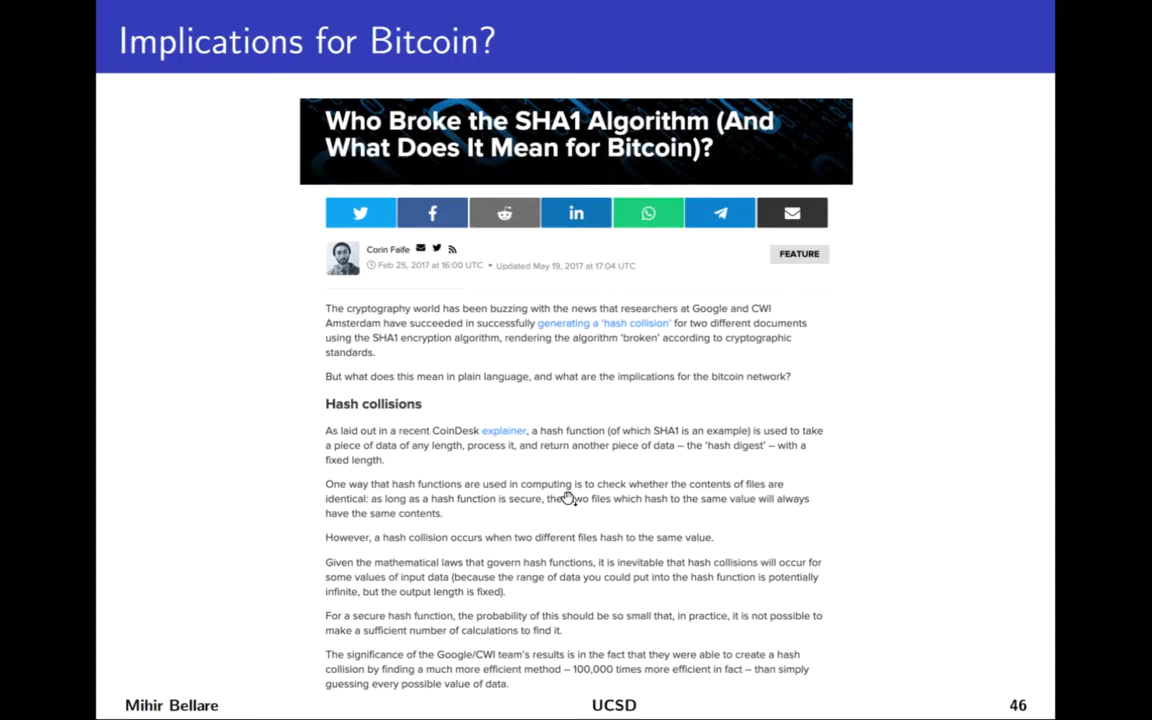 Implications for Bitcoin?
Who Broke the SHA1 Algorithm (And
What Does It Mean for Bitcoin)?
Corin Faife
Feb 25, 2017 at 16:00 UTC • Updated May 19, 2017 at 17:04 UTC
FEATURE
The cryptography world has been buzzing with the news that researchers at Google and CWI
Amsterdam have succeeded in successfully generating a 'hash collision' for two different documents
using the SHA1 encryption algorithm, rendering the algorithm 'broken' according to cryptographic
standards.
But what does this mean in plain language, and what are the implications for the bitcoin network?
Hash collisions
As laid out in a recent CoinDesk explainer, a hash function (of which SHA1 is an example) is used to take
a piece of data of any length, process it, and return another piece of data – the 'hash digest' – with a
fixed length.
One way that hash functions are used in computing is to check whether the contents of files are
identical: as long as a hash function is secure, then two files which hash to the same value will always
have the same contents.
However, a hash collision occurs when two different files hash to the same value.
Given the mathematical laws that govern hash functions, it is inevitable that hash collisions will occur for
some values of input data (because the range of data you could put into the hash function is potentially
infinite, but the output length is fixed).
For a secure hash function, the probability of this should be so small that, in practice, it is not possible to
make a sufficient number of calculations to find it.
The significance of the Google/CWI team's results is in the fact that they were able to create a hash
collision by finding a much more efficient method – 100,000 times more efficient in fact – than simply
guessing every possible value of data.
Mihir Bellare
UCSD
46